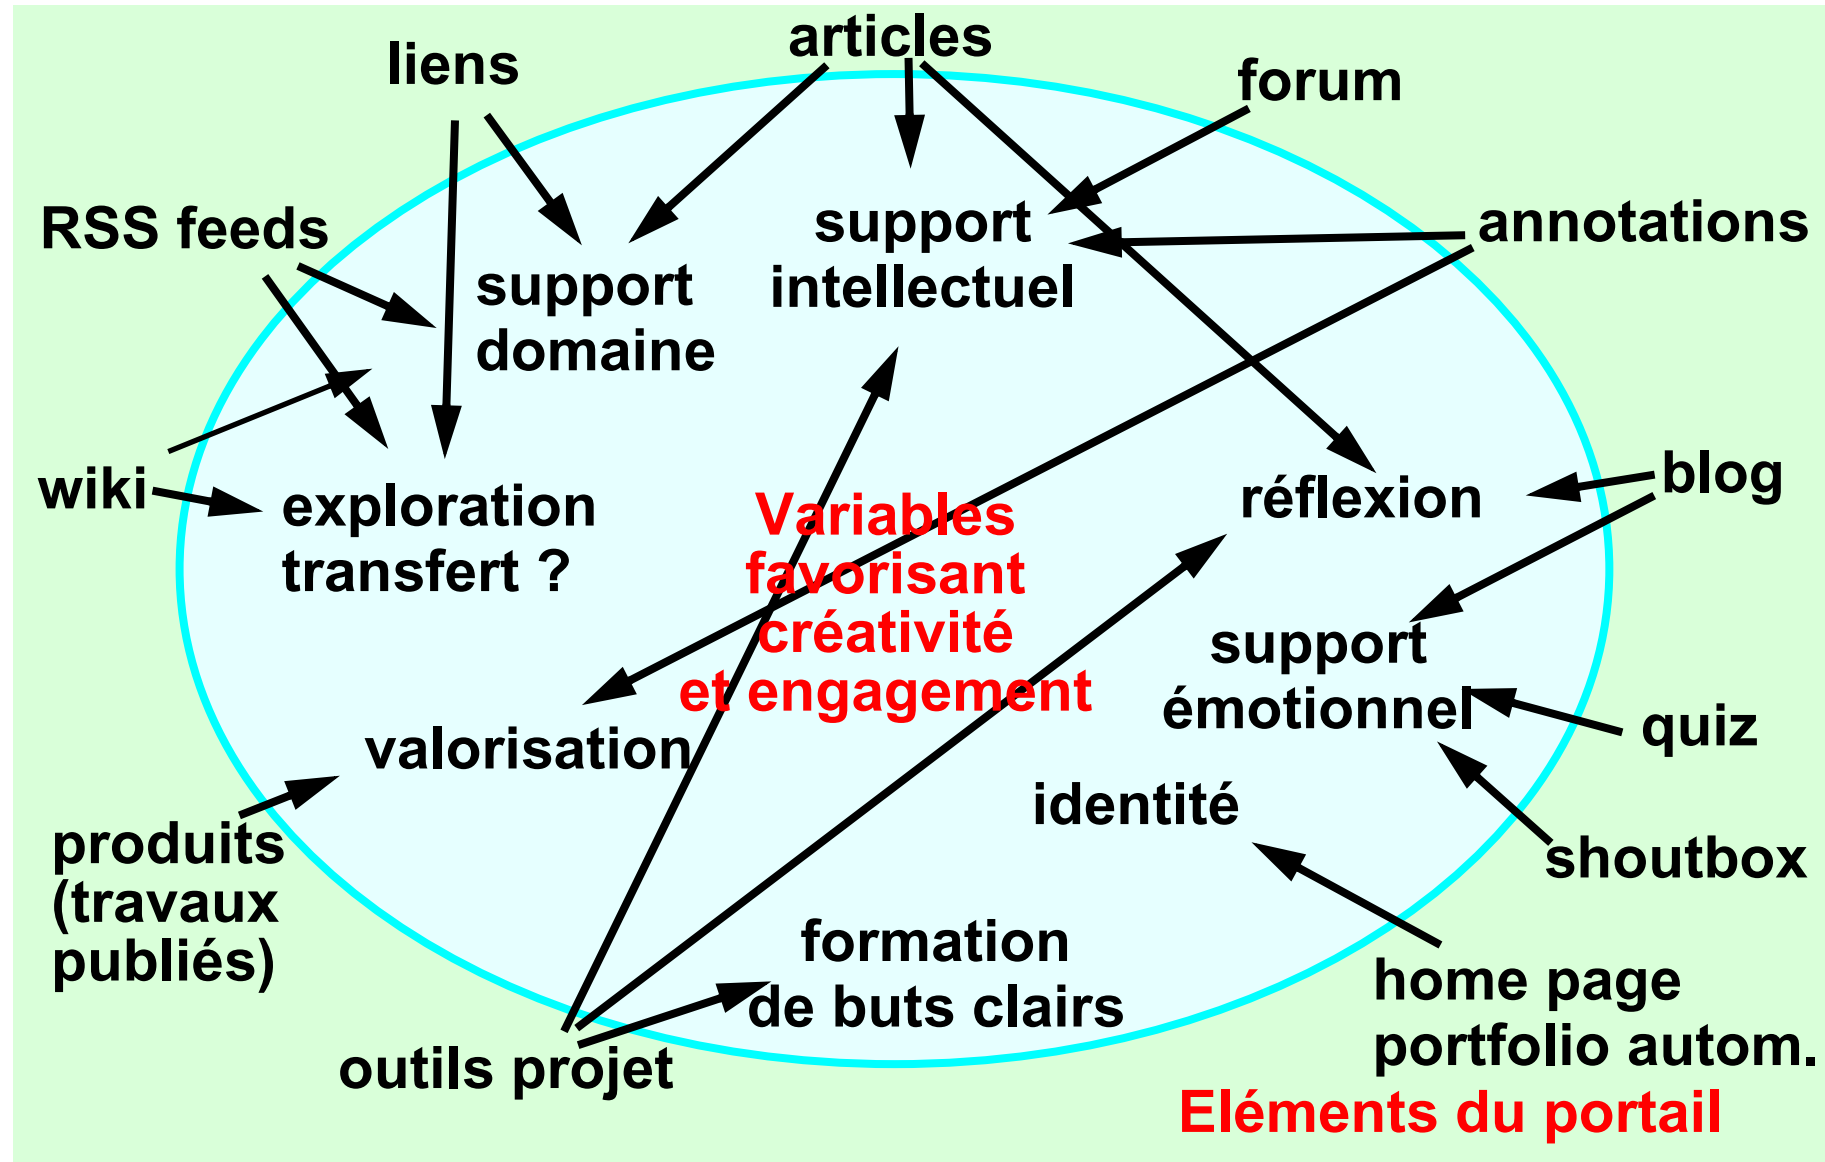 articles
liens
forum
RSS feeds
support
intellectuel
annotations
support
domaine
wiki
exploration
transfert ?
Variables
favorisant
créativité
et engagement
réflexion
blog
support
émotionnel
valorisation
quiz
identité
produits
(travaux
publiés)
shoutbox
formation
de buts clairs
home page
portfolio autom.
outils projet
Eléments du portail